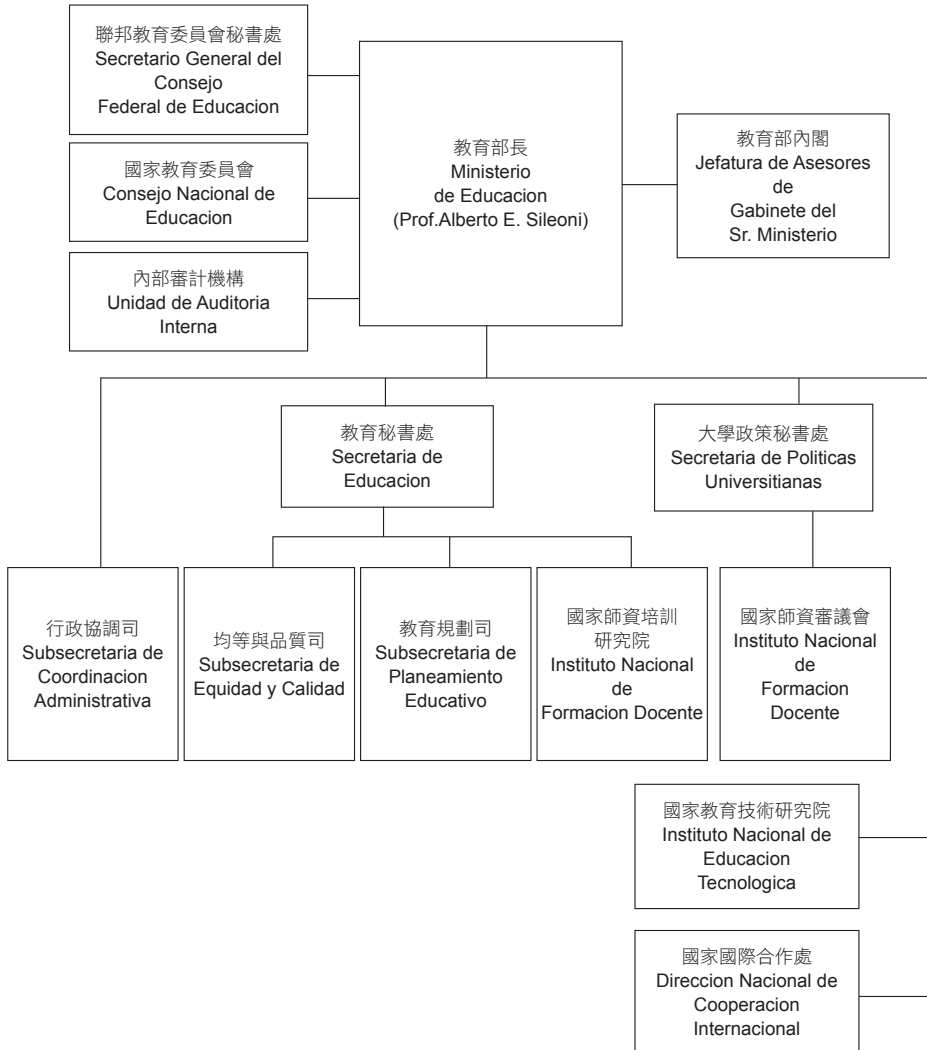 聯邦教育委員會秘書處
Secretario General del
Consejo
Federal de Educacion
國家教育委員會
Consejo Nacional de
Educacion
內部審計機構
Unidad de Auditoria
Interna
教育部長
Ministerio
de Educacion
(Prof.Alberto E. Sileoni)
教育部內閣
Jefatura de Asesores
de
Gabinete del
Sr. Ministerio
教育秘書處
Secretaria de
Educacion
大學政策秘書處
Secretaria de Politicas
Universitianas
行政協調司
Subsecretaria de
Coordinacion
Administrativa
均等與品質司
Subsecretaria de
Equidad y Calidad
教育規劃司
Subsecretaria de
Planeamiento
Educativo
國家師資培訓
研究院
Instituto Nacional
de
Formacion Docente
國家師資審議會
Instituto Nacional
de
Formacion
Docente
國家教育技術研究院
Instituto Nacional de
Educacion
Tecnologica
國家國際合作處
Direccion Nacional de
Cooperacion
Internacional